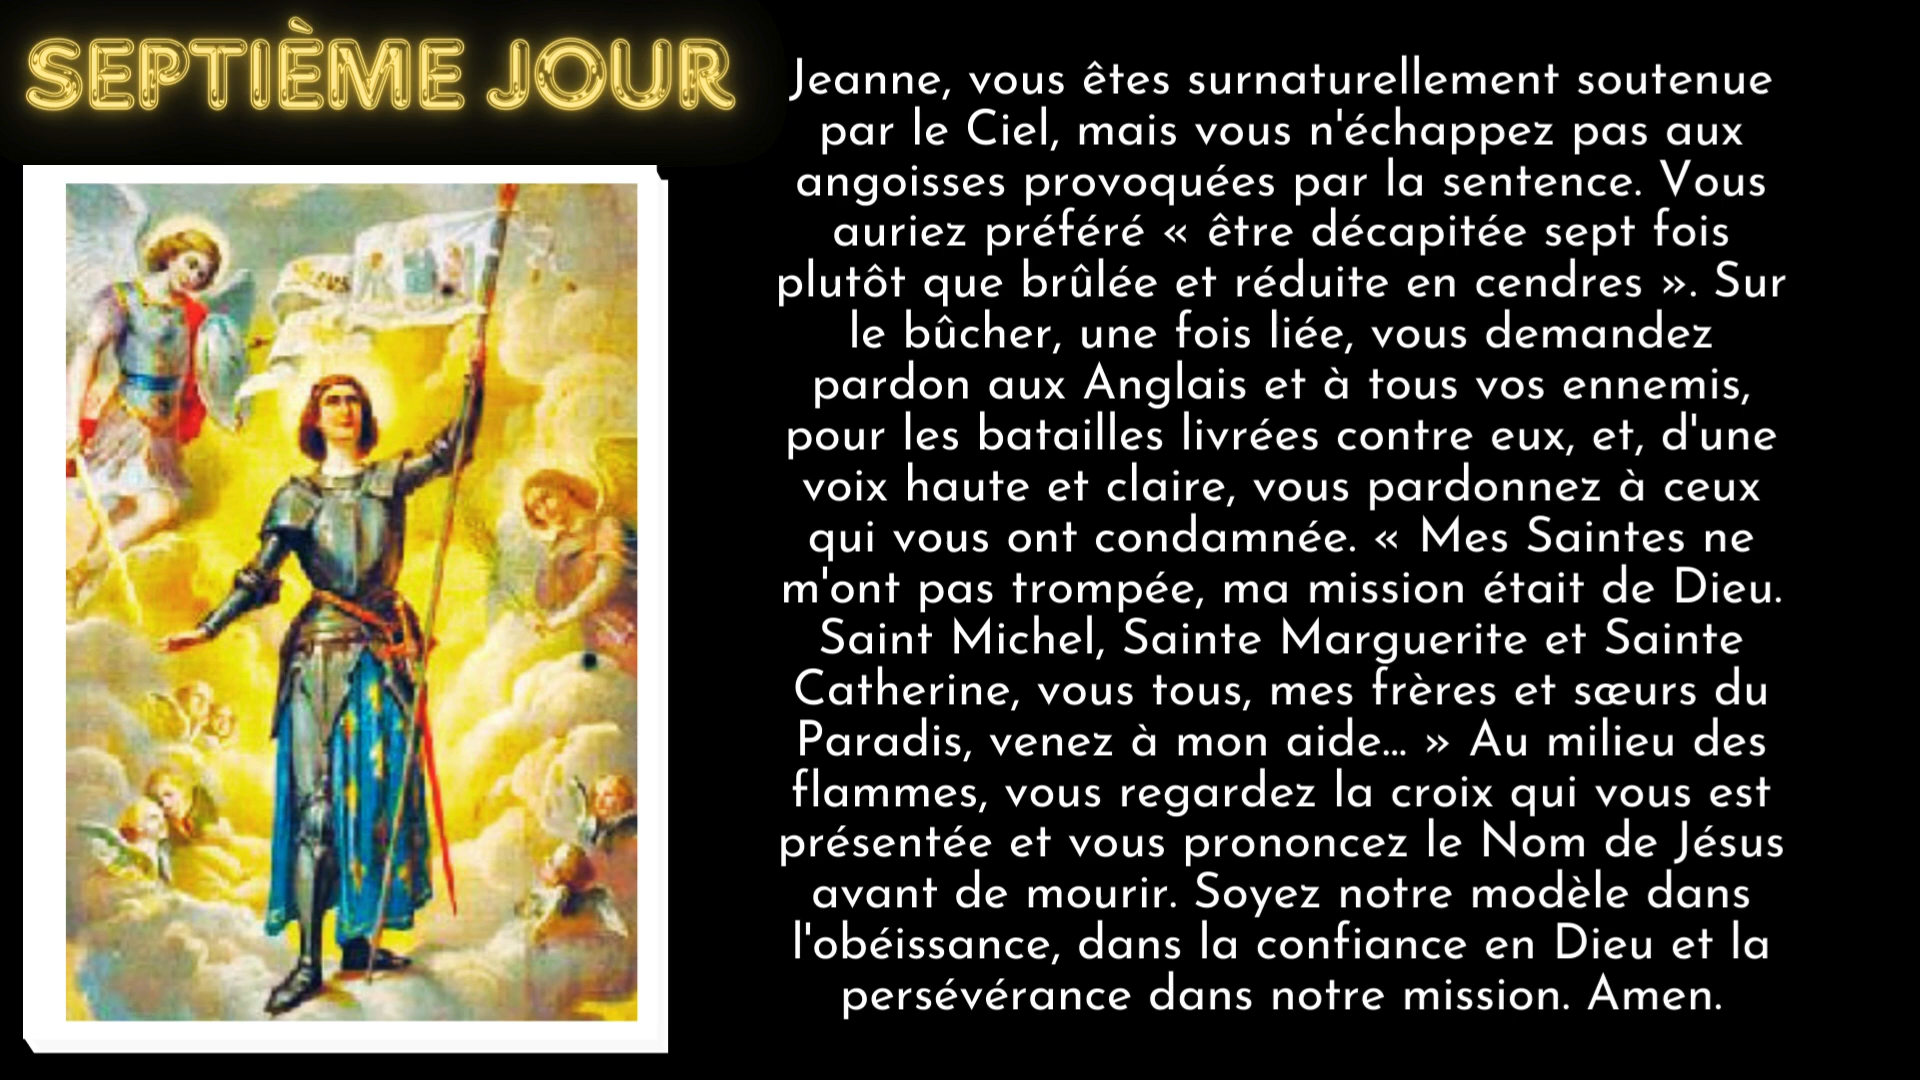 SEPTIÈME JOUR
Jeanne, vous êtes surnaturellement soutenue
par le Ciel, mais vous n'échappez pas aux
angoisses provoquées par la sentence. Vous
auriez préféré « être décapitée sept fois
plutôt que brûlée et réduite en cendres ». Sur
le bûcher, une fois liée, vous demandez
pardon aux Anglais et à tous vos ennemis,
pour les batailles livrées contre eux, et, d'une
voix haute et claire, vous pardonnez à ceux
qui vous ont condamnée. « Mes Saintes ne
m'ont pas trompée, ma mission était de Dieu.
Saint Michel, Sainte Marguerite et Sainte
Catherine, vous tous, mes frères et sœurs du
Paradis, venez à mon aide... » Au milieu des
flammes, vous regardez la croix qui vous est
présentée et vous prononcez le Nom de Jésus
avant de mourir. Soyez notre modèle dans
l'obéissance, dans la confiance en Dieu et la
persévérance dans notre mission. Amen.